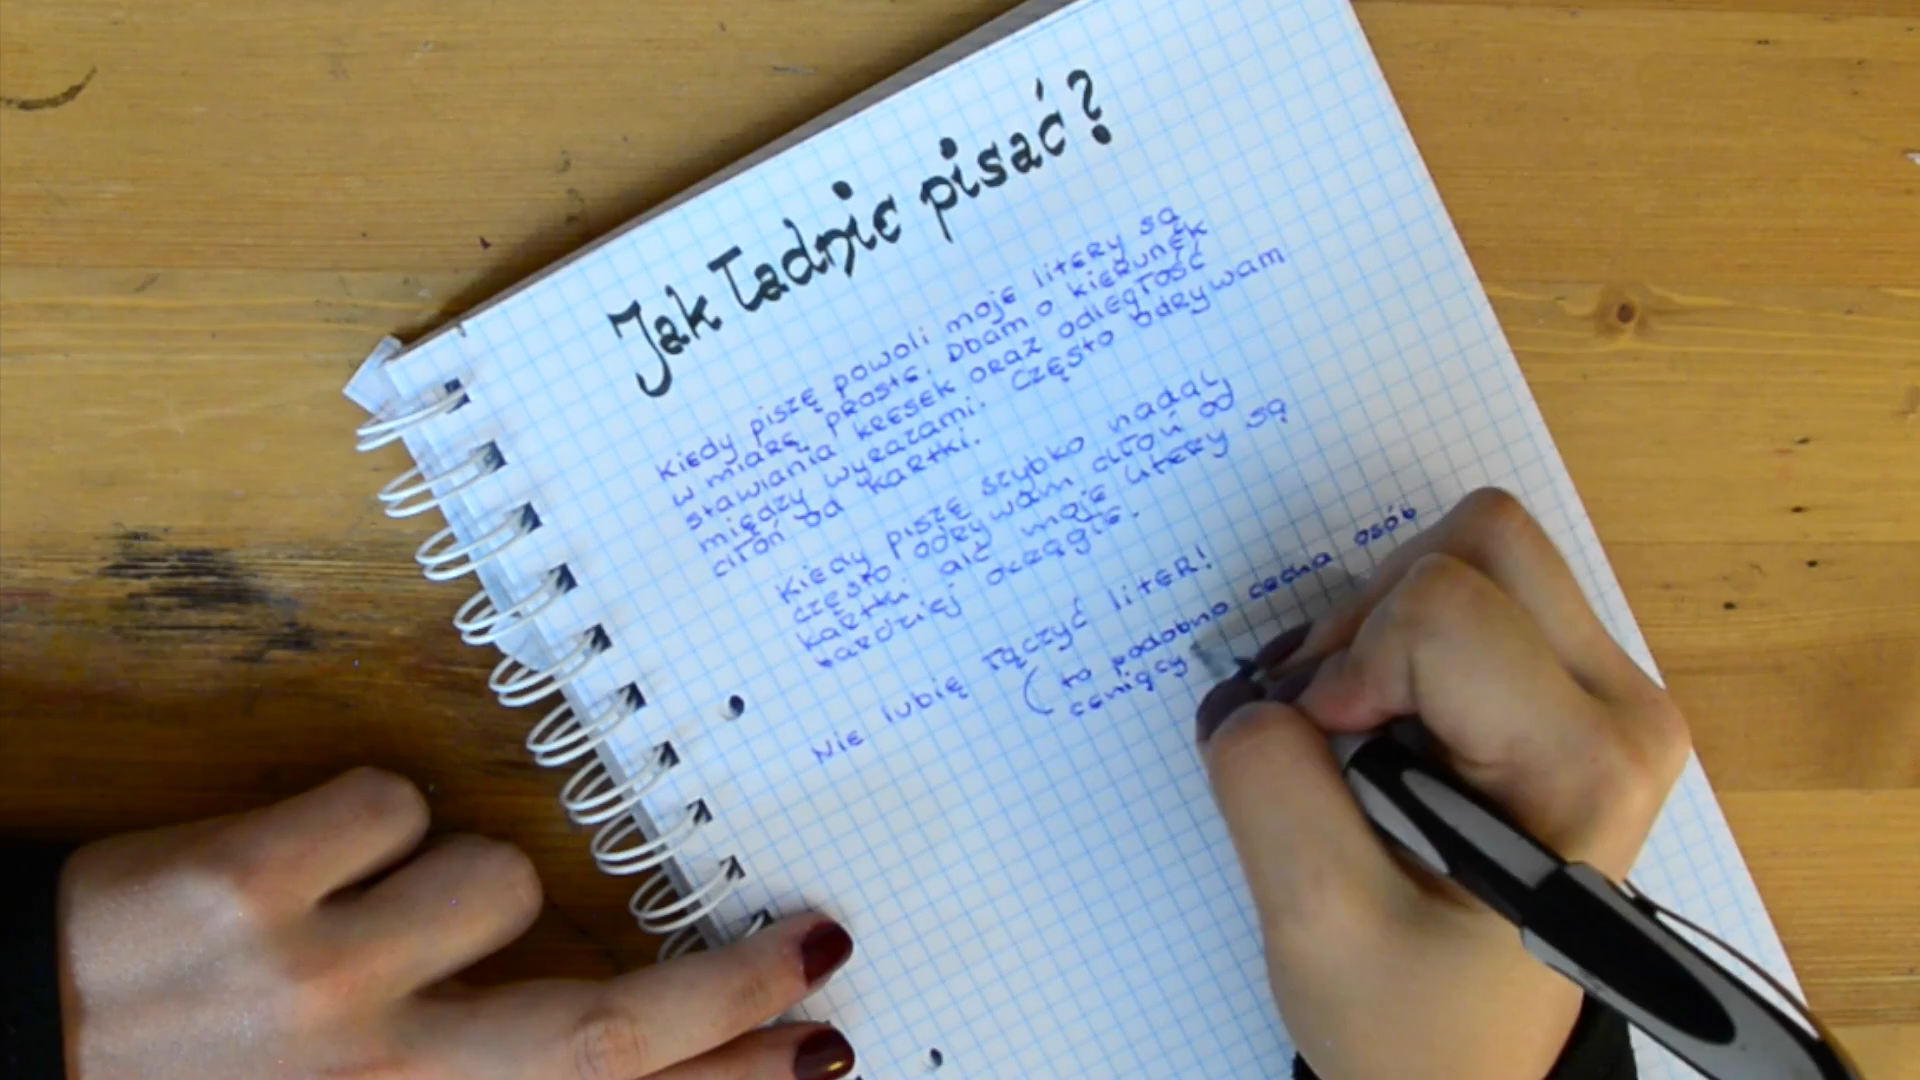 Jak ładnie pisać?
Kiedy piszę powoli moje litery są
w miarę proste. Dbam o kierunek
stawiania kresek oraz odległość
między wyrazami. Często odrywam
dłoń od kartki.
Kiedy piszę szybko nadal
często odrywam dłoń od
kartki ale moje litery są
bardziej okrągłe.
Nie lubię łączyć liter!
(to podobno cecha osób
ceniący